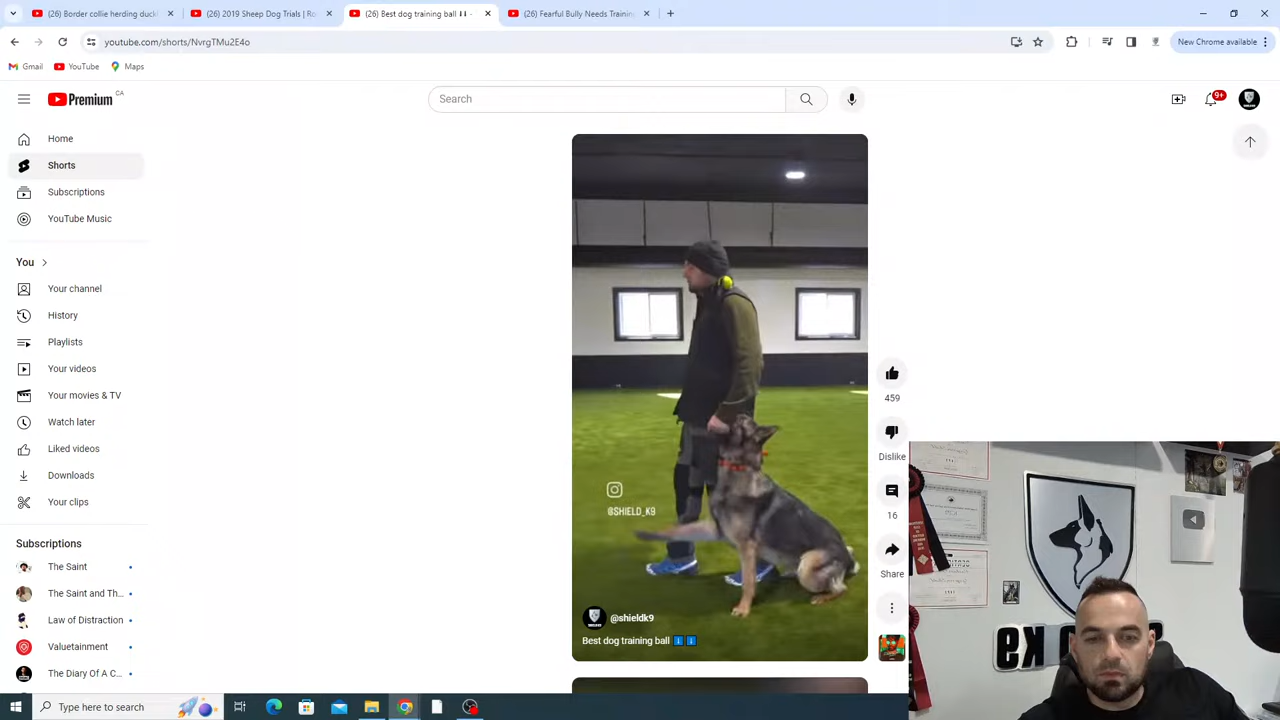 (26) Border collie herding duckl
(26) 2019 Sheep Dog Trials | Ro
(26) Best dog training ball ⬇⬇ -
(26) Fearful Bully Needs Training
youtube.com/shorts/NvrgTMu2E4o
New Chrome available
Gmail
YouTube
Maps
Premium
CA
Search
9+
Home
Shorts
Subscriptions
YouTube Music
You
Your channel
History
Playlists
Your videos
Your movies & TV
Watch later
Liked videos
Downloads
Your clips
Subscriptions
The Saint
The Saint and Th...
Law of Distraction
Valuetainment
The Diary Of A C...
@SHIELD_K9
@shieldk9
Best dog training ball
459
Dislike
16
Share
K9
Type here to search